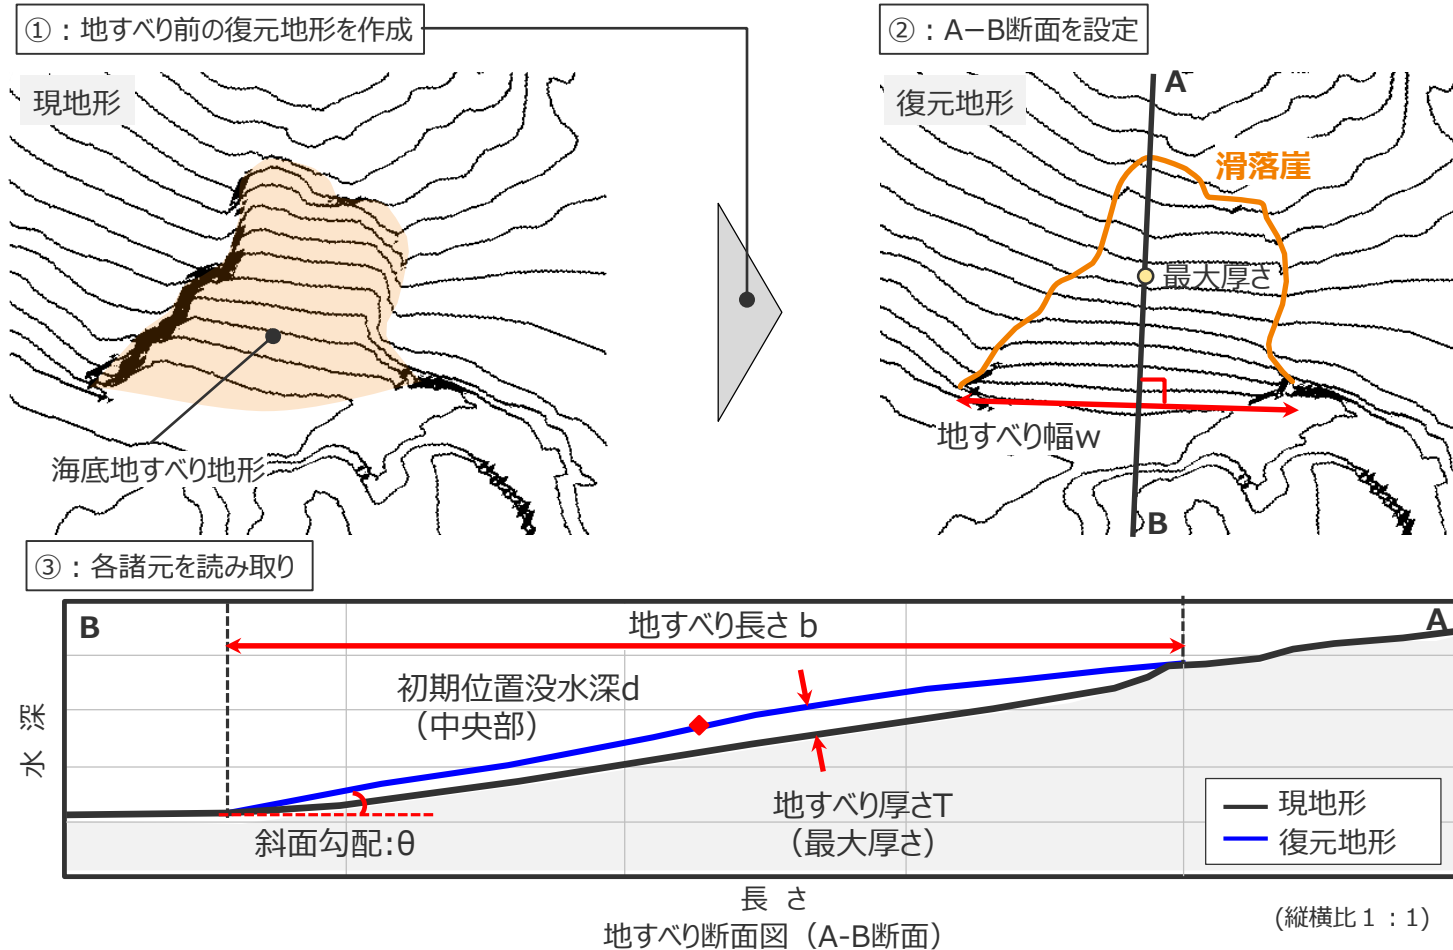 ①:地すべり前の復元地形を作成
②:A−B断面を設定
現地形
復元地形
A
滑落崖
最大厚さ
地すべり幅w
海底地すべり地形
B
③:各諸元を読み取り
B
地すべり長さ b
A
初期位置没水深d
(中央部)
水 深
地すべり厚さT
(最大厚さ)
斜面勾配:θ
現地形
復元地形
長 さ
地すべり断面図(A-B断面)
(縦横比1:1)